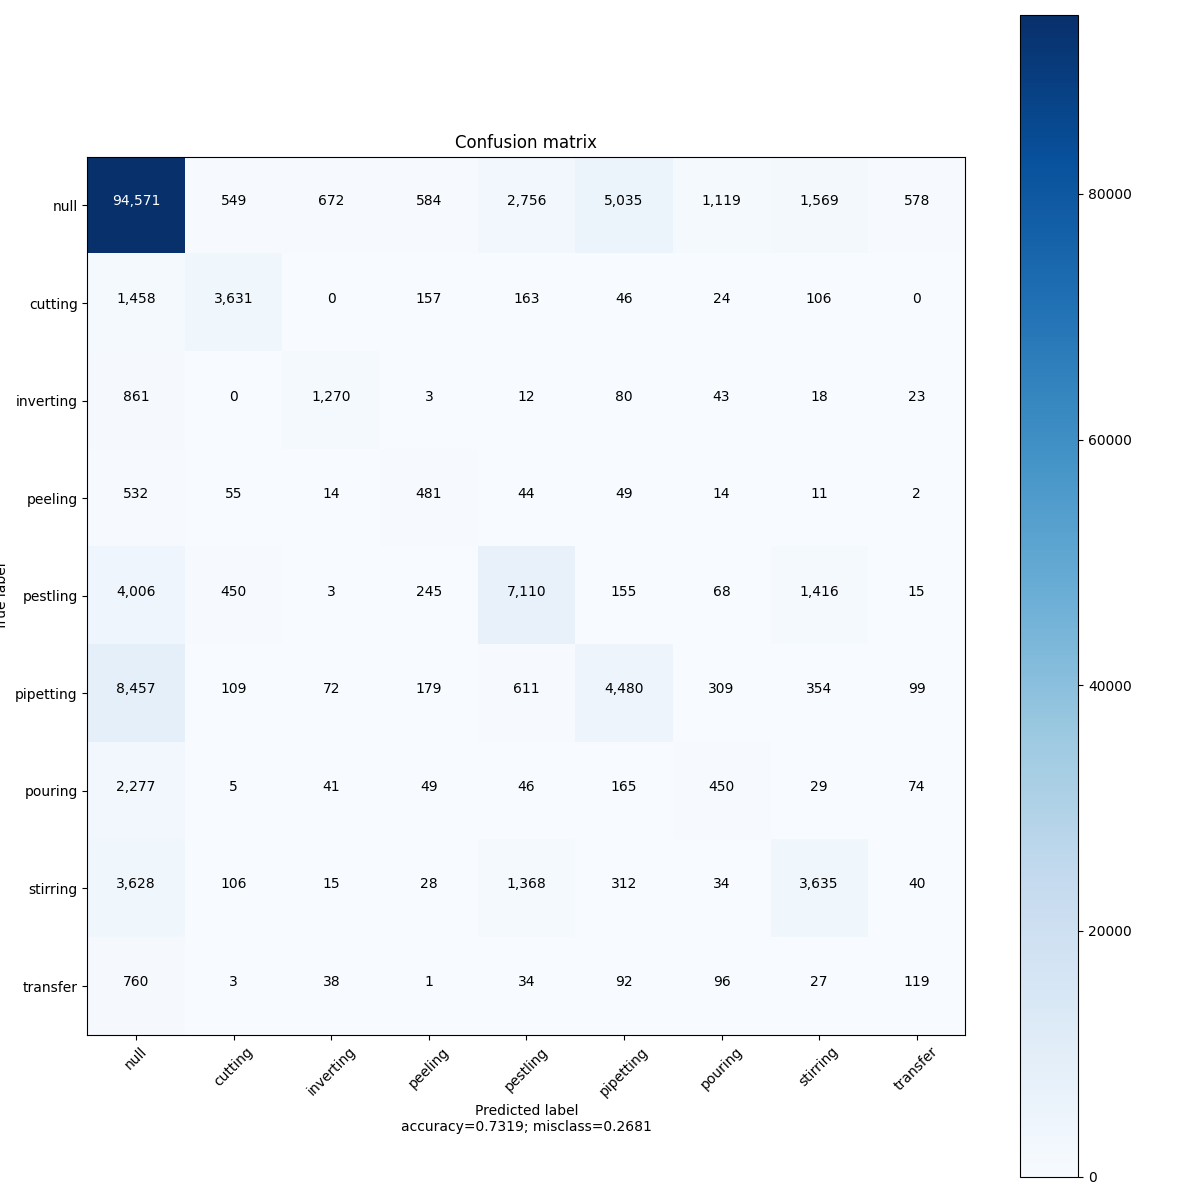 Confusion matrix
null 94,571 549 672 584 2,756 5,035 1,119 1,569 578
cutting 1,458 3,631 0 157 163 46 24 106 0
inverting 861 0 1,270 3 12 80 43 18 23
peeling 532 55 14 481 44 49 14 11 2
pestling 4,006 450 3 245 7,110 155 68 1,416 15
pipetting 8,457 109 72 179 611 4,480 309 354 99
pouring 2,277 5 41 49 46 165 450 29 74
stirring 3,628 106 15 28 1,368 312 34 3,635 40
transfer 760 3 38 1 34 92 96 27 119
null cutting inverting peeling pestling pipetting pouring stirring transfer
Predicted label
accuracy=0.7319; misclass=0.2681
80000
60000
40000
20000
0